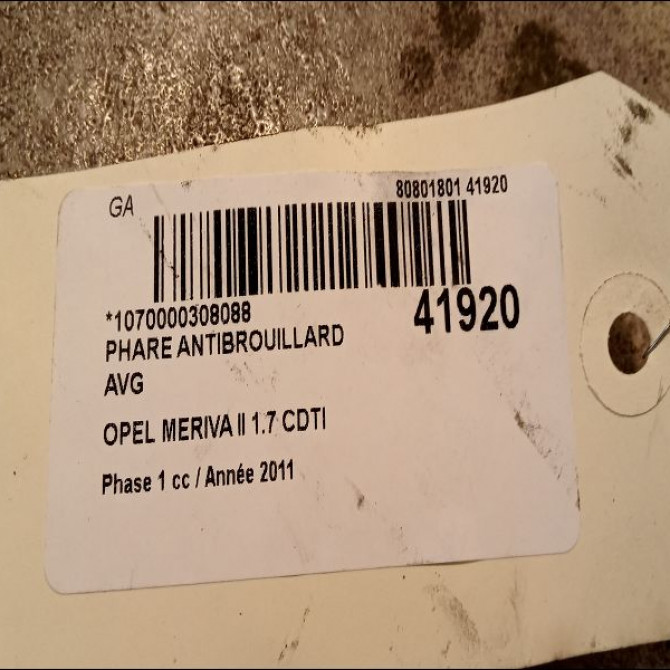 GA
80801801 41920
*1070000308088
41920
PHARE ANTIBROUILLARD
AVG
OPEL MERIVA II 1.7 CDTI
Phase 1 cc / Année 2011